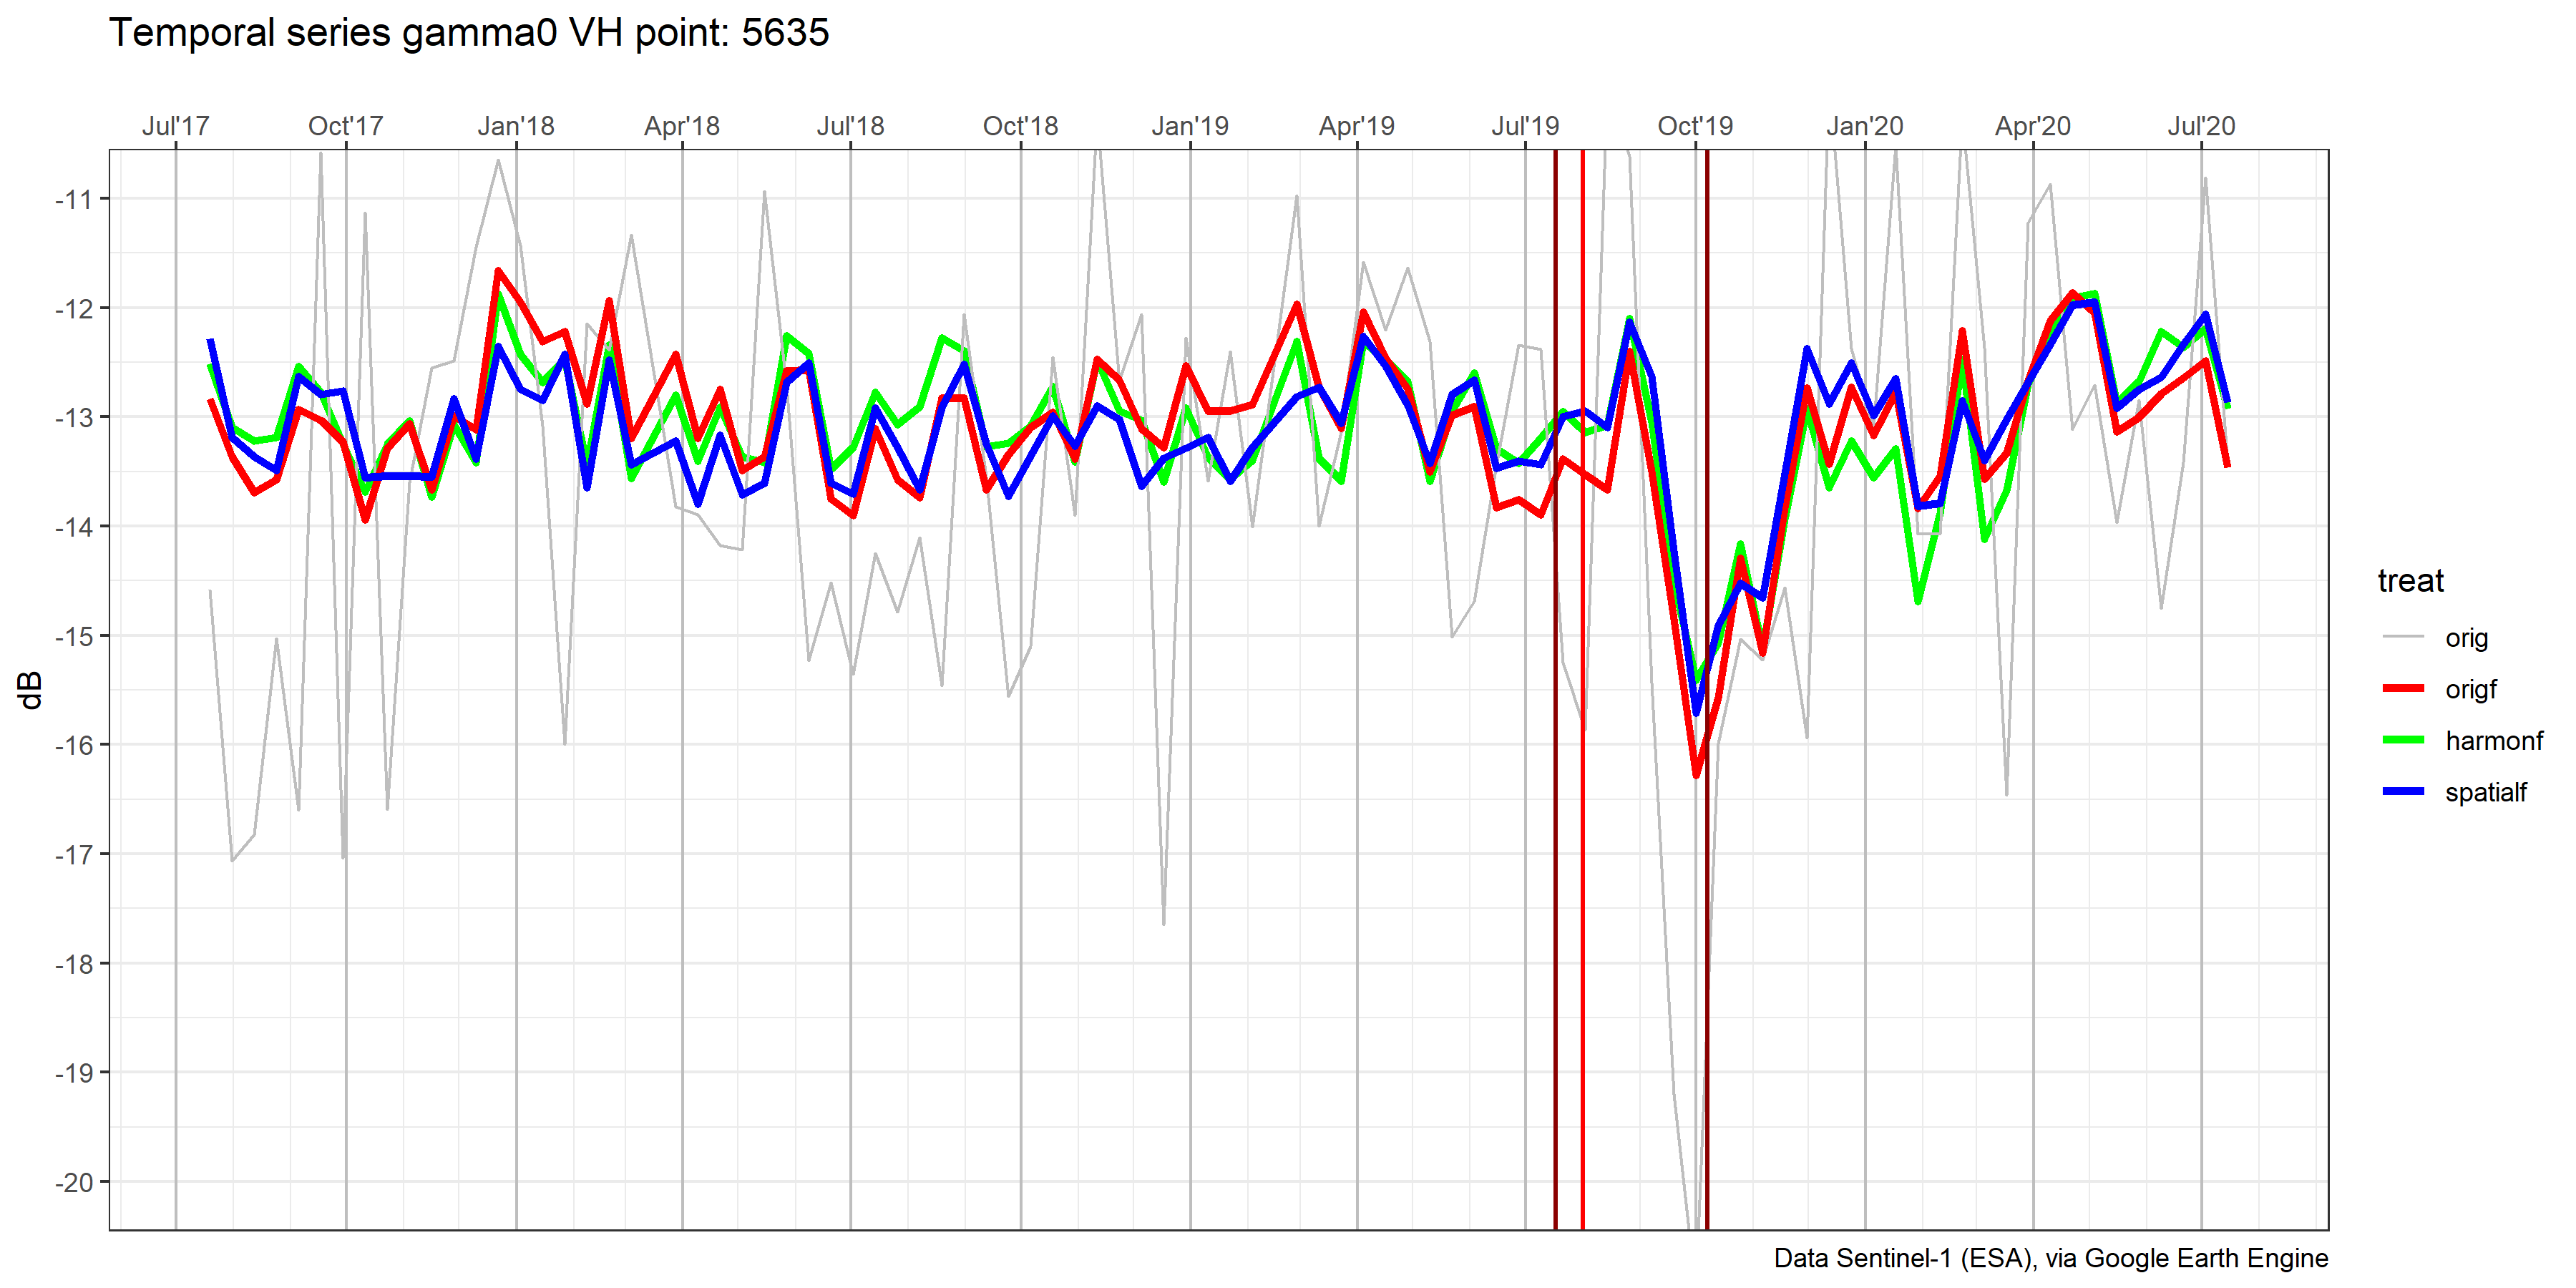 Temporal series gamma0 VH point: 5635
Jul'17 Oct'17 Jan'18 Apr'18 Jul'18 Oct'18 Jan'19 Apr'19 Jul'19 Oct'19 Jan'20 Apr'20 Jul'20
-11
-12
-13
-14
-15
-16
-17
-18
-19
-20
dB
treat
orig
origf
harmonf
spatialf
Data Sentinel-1 (ESA), via Google Earth Engine